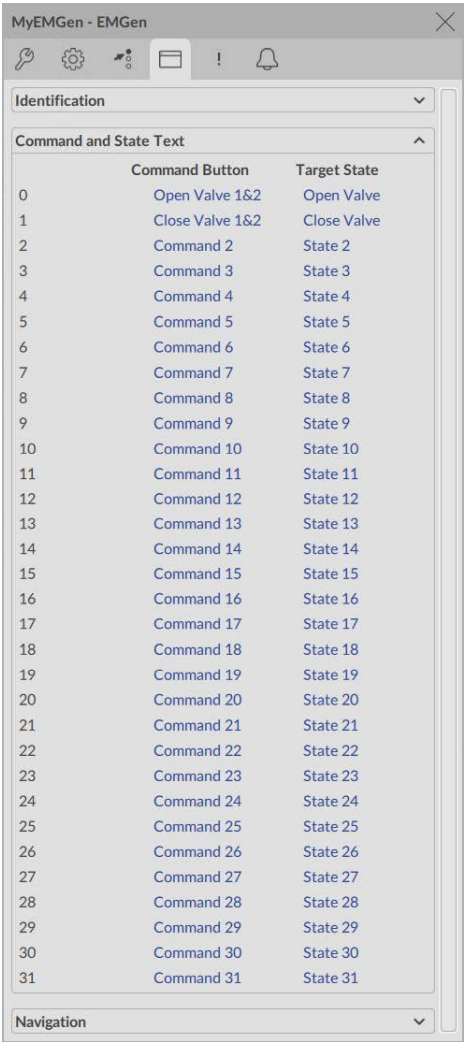 MyEMGen - EMGen
!
Identification
Command and State Text
Command Button Target State
0 Open Valve 1&2 Open Valve
1 Close Valve 1&2 Close Valve
2 Command 2 State 2
3 Command 3 State 3
4 Command 4 State 4
5 Command 5 State 5
6 Command 6 State 6
7 Command 7 State 7
8 Command 8 State 8
9 Command 9 State 9
10 Command 10 State 10
11 Command 11 State 11
12 Command 12 State 12
13 Command 13 State 13
14 Command 14 State 14
15 Command 15 State 15
16 Command 16 State 16
17 Command 17 State 17
18 Command 18 State 18
19 Command 19 State 19
20 Command 20 State 20
21 Command 21 State 21
22 Command 22 State 22
23 Command 23 State 23
24 Command 24 State 24
25 Command 25 State 25
26 Command 26 State 26
27 Command 27 State 27
28 Command 28 State 28
29 Command 29 State 29
30 Command 30 State 30
31 Command 31 State 31
Navigation